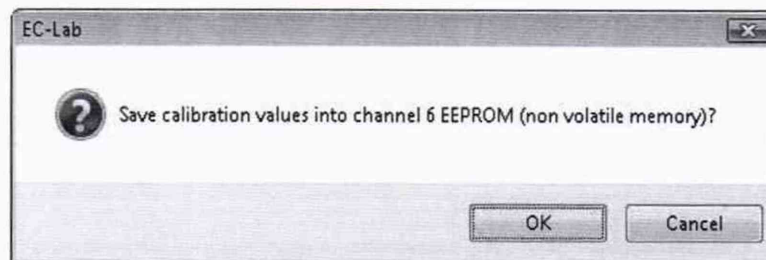 EC-Lab
Save calibration values into channel 6 EEPROM (non volatile memory)?
OK
Cancel